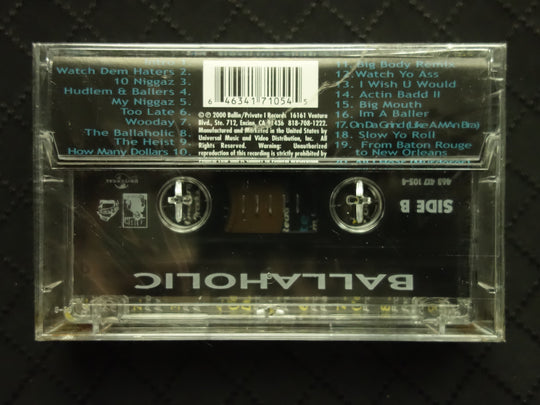 Watch Dem Haters 2.
10 Niggaz 3.
Hudlem & Ballers 4.
My Niggaz 5.
Too Late 6.
Wooday 7.
The Ballaholic 8.
The Heist 9.
How Many Dollars 10.
6 46341 71054 5
℗ © 2000 Ballin/Private I Records 16161 Ventura
Blvd., Ste. 712, Encino, CA 91436 818-708-1222.
Manufactured and Marketed in the United States by
Universal Music and Video Distribution, Inc. All
Rights Reserved. Warning: Unauthorized
reproduction of this recording is strictly prohibited by
11. Big Body Remix
12. Watch Yo Ass
13. I Wish U Would
14. Actin Badd II
15. Big Mouth
16. Im A Baller
17. On Da Grind (Like A Man Bra)
18. Slow Yo Roll
19. From Baton Rouge
to New Orleans
UNIVERSAL
SIDE B
BALLAHOLIC